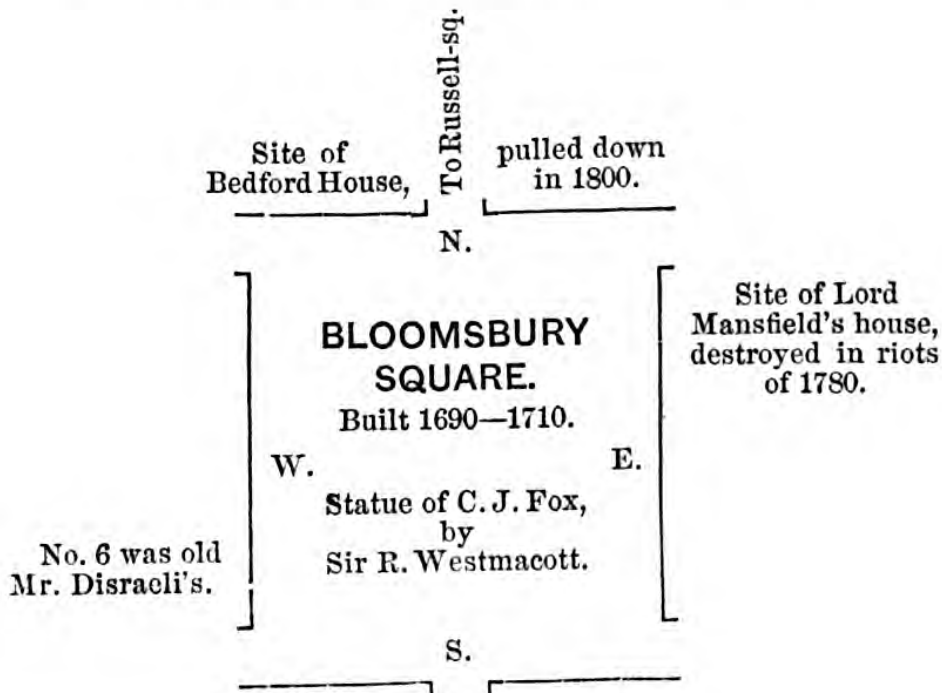 To Russell-sq.
Site of
Bedford House,
pulled down
in 1800.
N.
BLOOMSBURY
SQUARE.
Built 1690—1710.
W.
E.
Statue of C. J. Fox,
by
Sir R. Westmacott.
Site of Lord
Mansfield's house,
destroyed in riots
of 1780.
No. 6 was old
Mr. Disraeli's.
S.